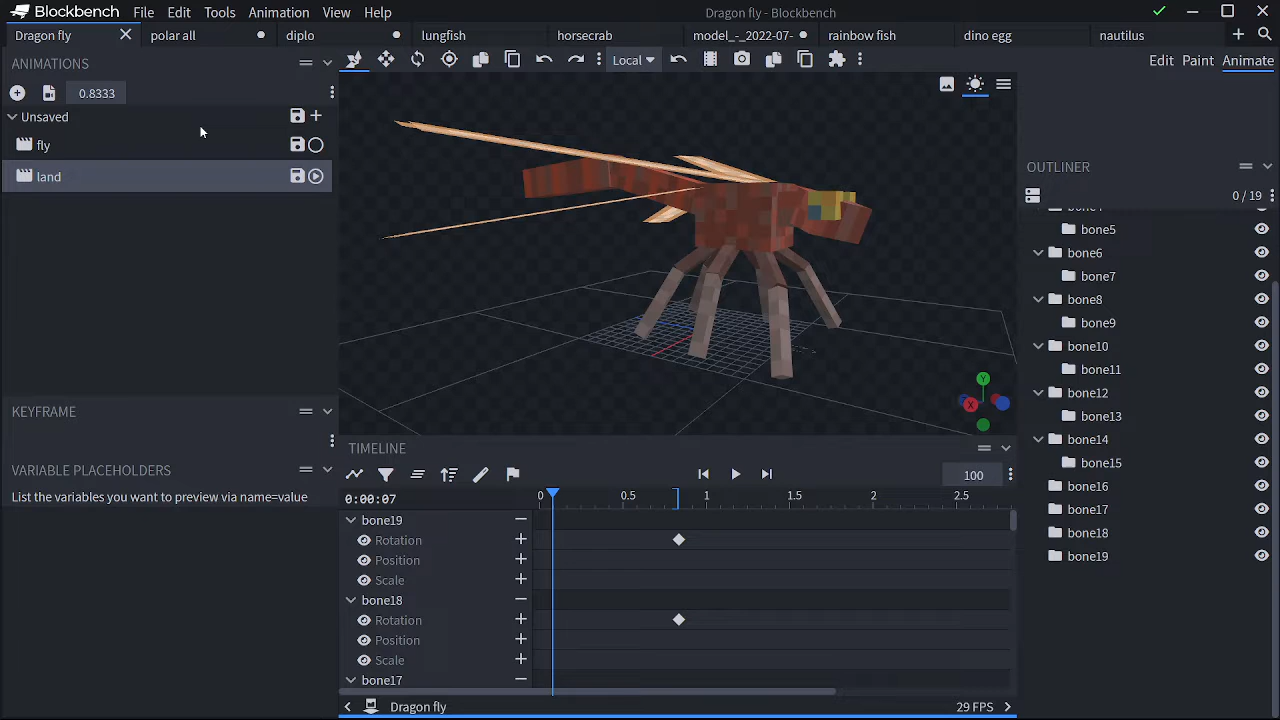 Blockbench File Edit Tools Animation View Help Dragon fly - Blockbench
Dragon fly polar all diplo lungfish horsecrab model_-_2022-07- rainbow fish dino egg nautilus
ANIMATIONS
Local
Edit Paint Animate
0.8333
Unsaved
fly
land
OUTLINER
0 / 19
bone5
bone6
bone7
bone8
bone9
bone10
bone11
bone12
bone13
bone14
bone15
bone16
bone17
bone18
bone19
Y
X
KEYFRAME
VARIABLE PLACEHOLDERS
List the variables you want to preview via name=value
TIMELINE
100
0:00:07 0 0.5 1 1.5 2 2.5
bone19
Rotation
Position
Scale
bone18
Rotation
Position
Scale
bone17
Dragon fly 29 FPS